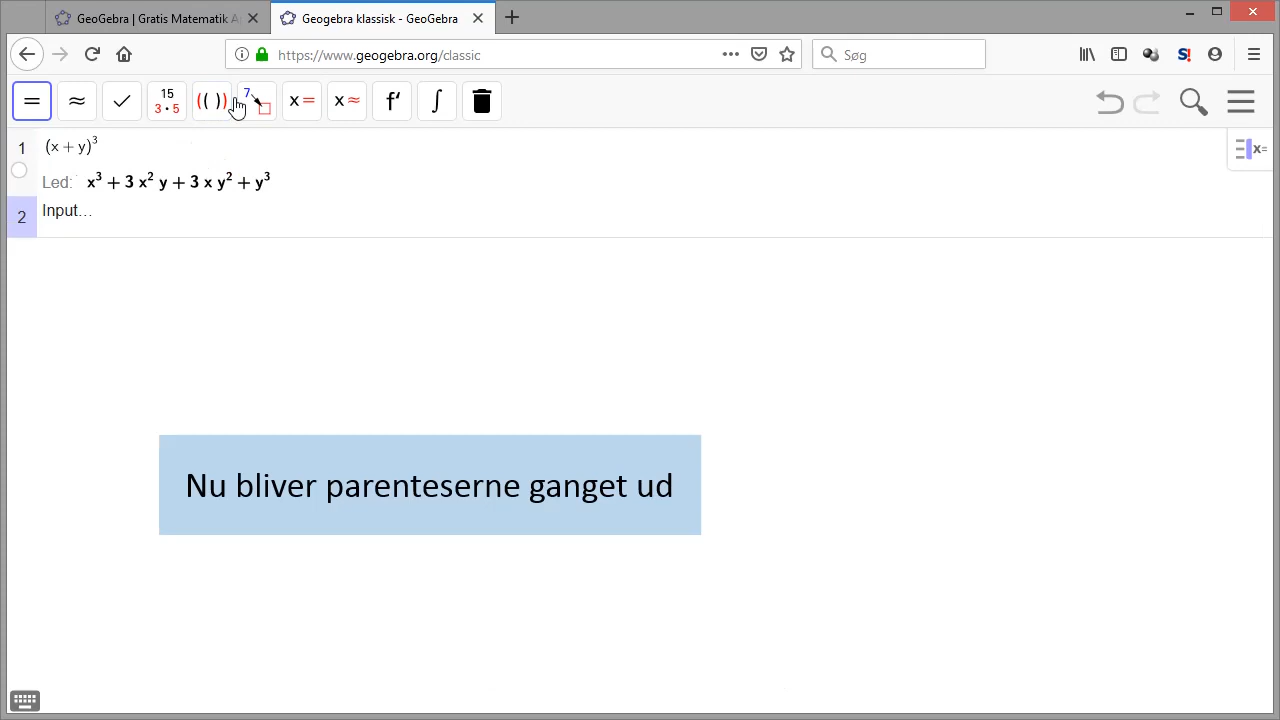 GeoGebra | Gratis Matematik A
Geogebra klassisk - GeoGebra
https://www.geogebra.org/classic
Søg
S!
= ≈ ✓ 15 3 • 5 (( )) 7 x = x ≈ f‘ ∫
1 (x + y)³
Led: x³ + 3 x² y + 3 x y² + y³
2 Input…
x=
Nu bliver parenteserne ganget ud